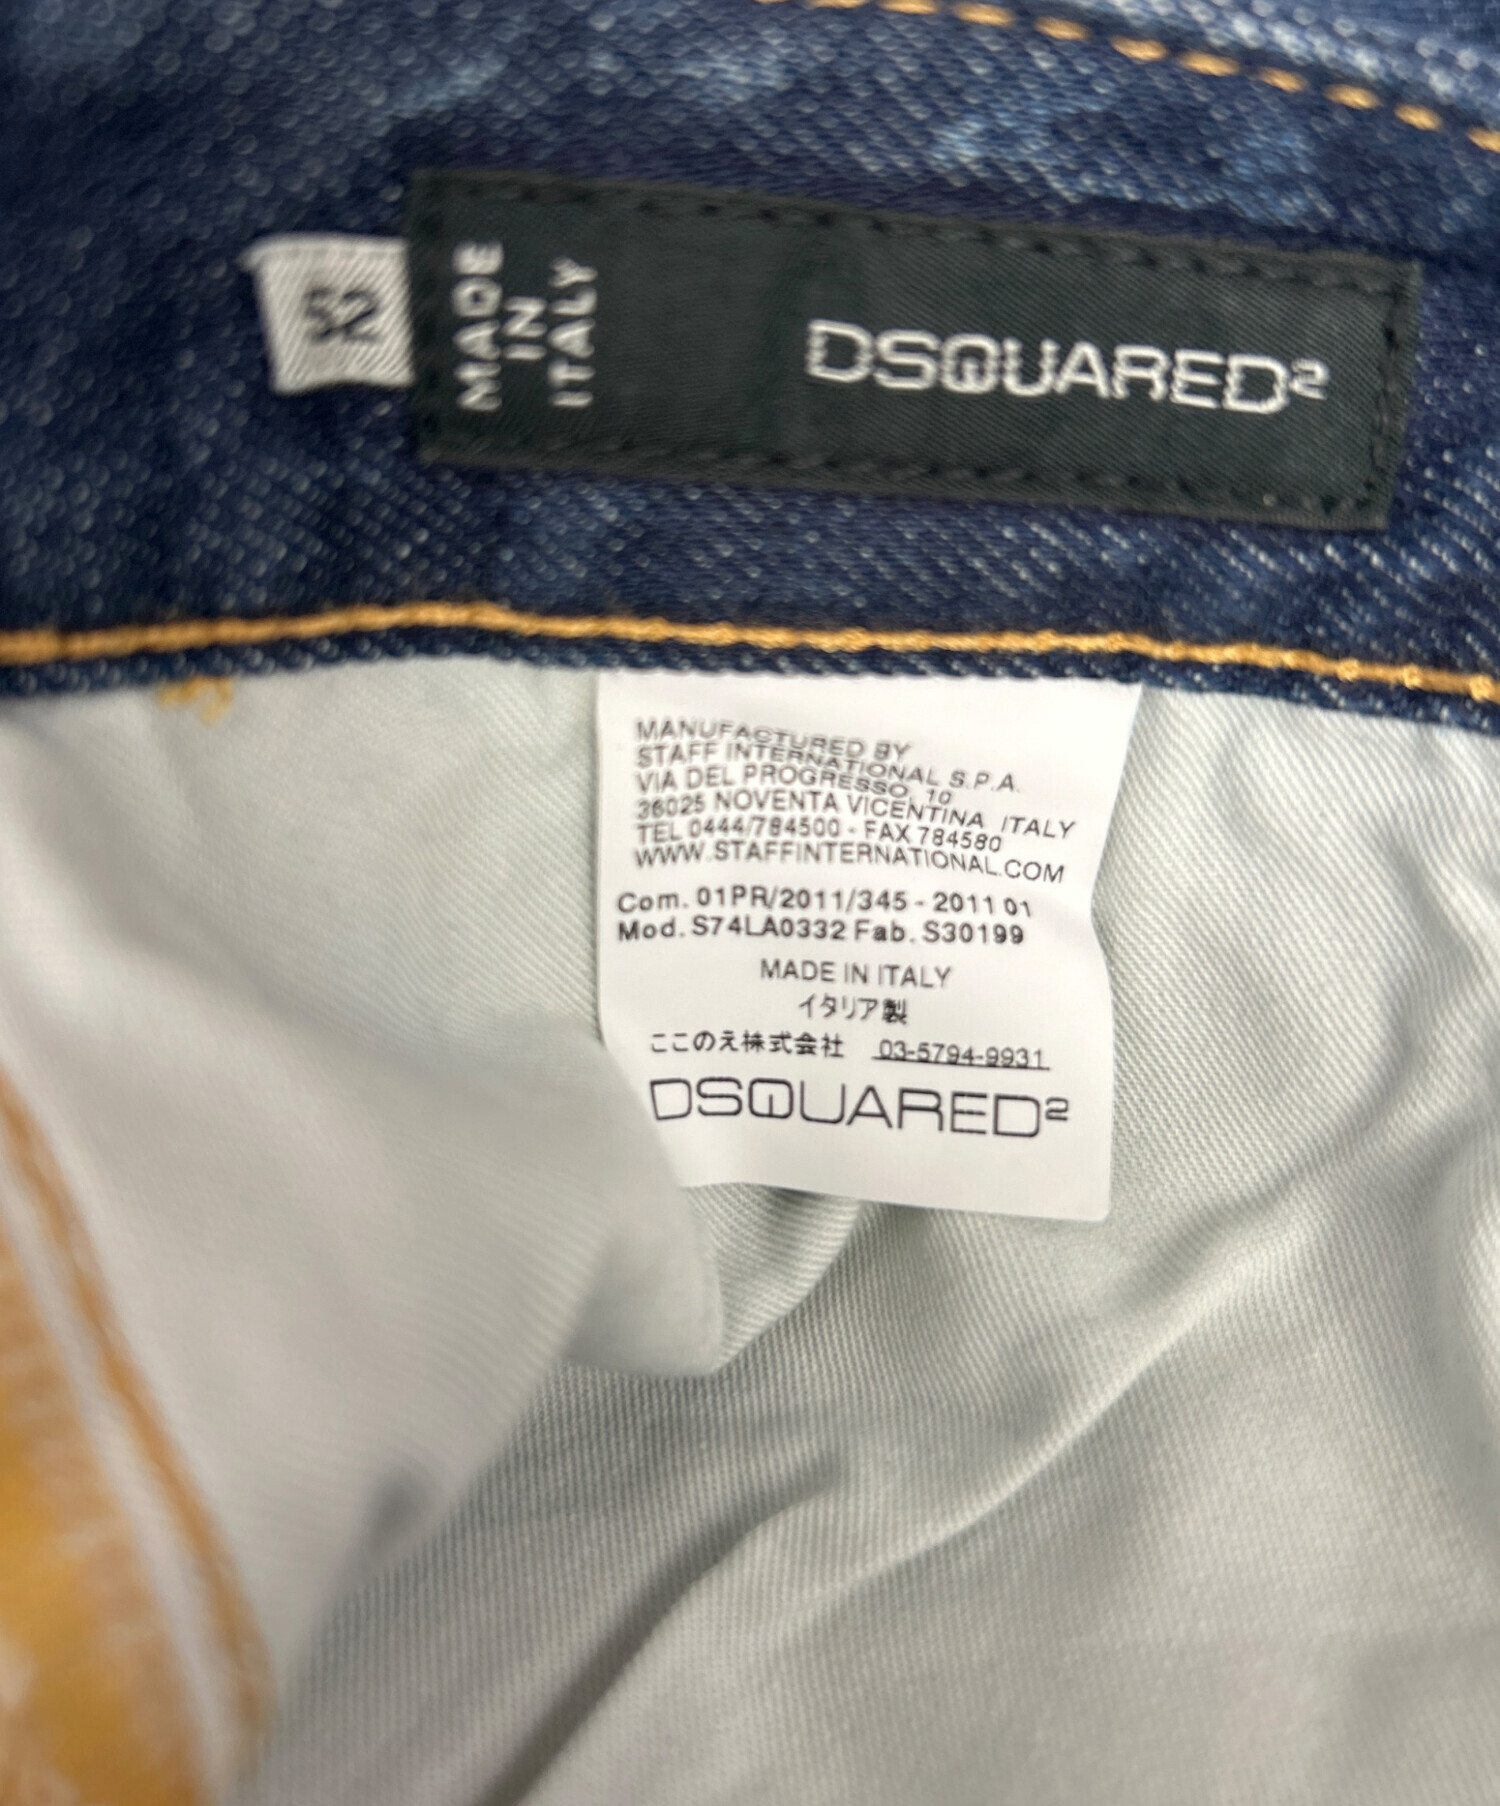 52
MADE
IN
ITALY
DSQUARED2
MANUFACTURED BY
STAFF INTERNATIONAL S.P.A.
VIA DEL PROGRESSO, 10
36025 NOVENTA VICENTINA ITALY
TEL 0444/784500 - FAX 784580
WWW.STAFFINTERNATIONAL.COM
Com. 01PR/2011/345 - 2011 01
Mod. S74LA0332 Fab. S30199
MADE IN ITALY
イタリア製
ここのえ株式会社 03-5794-9931
DSQUARED2